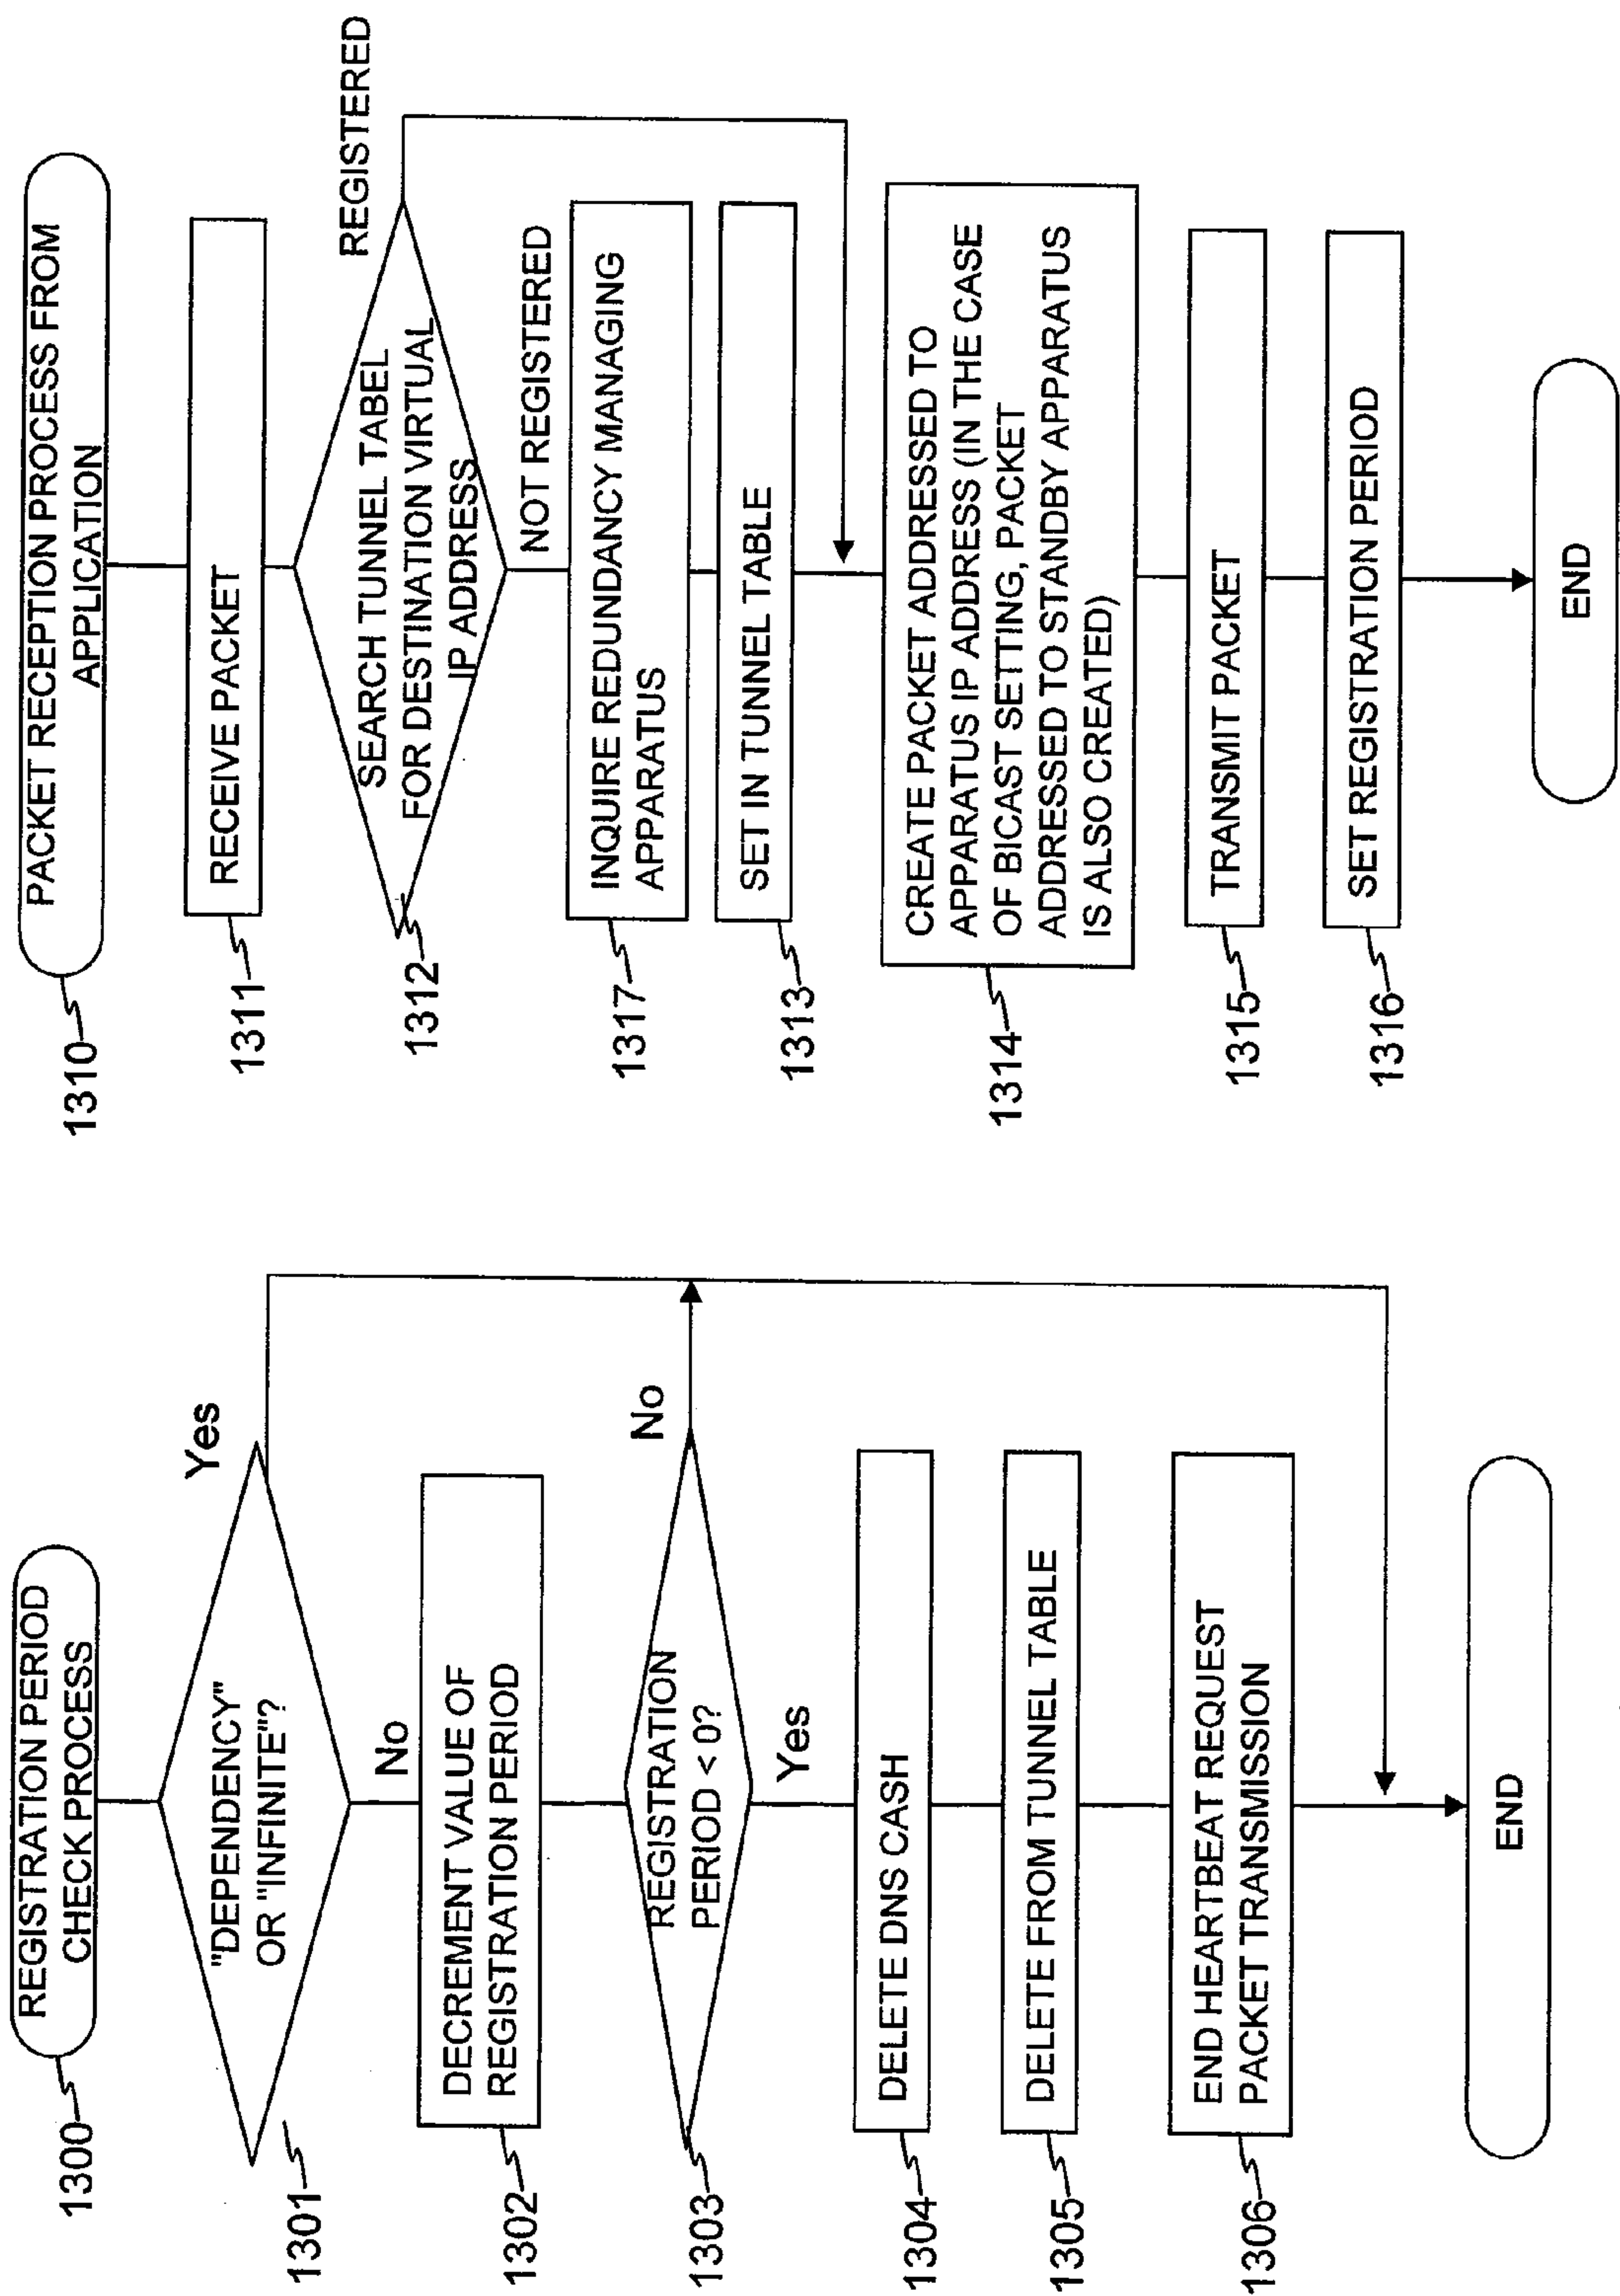 1300
REGISTRATION PERIOD
CHECK PROCESS
1301
"DEPENDENCY"
OR "INFINITE"?
Yes
No
1302
DECREMENT VALUE OF
REGISTRATION PERIOD
1303
REGISTRATION
PERIOD < 0?
No
Yes
1304
DELETE DNS CASH
1305
DELETE FROM TUNNEL TABLE
1306
END HEARTBEAT REQUEST
PACKET TRANSMISSION
END
1310
PACKET RECEPTION PROCESS FROM
APPLICATION
1311
RECEIVE PACKET
1312
SEARCH TUNNEL TABEL
FOR DESTINATION VIRTUAL
IP ADDRESS
REGISTERED
NOT REGISTERED
1317
INQUIRE REDUNDANCY MANAGING
APPARATUS
1313
SET IN TUNNEL TABLE
1314
CREATE PACKET ADDRESSED TO
APPARATUS IP ADDRESS (IN THE CASE
OF BICAST SETTING, PACKET
ADDRESSED TO STANDBY APPARATUS
IS ALSO CREATED)
1315
TRANSMIT PACKET
1316
SET REGISTRATION PERIOD
END